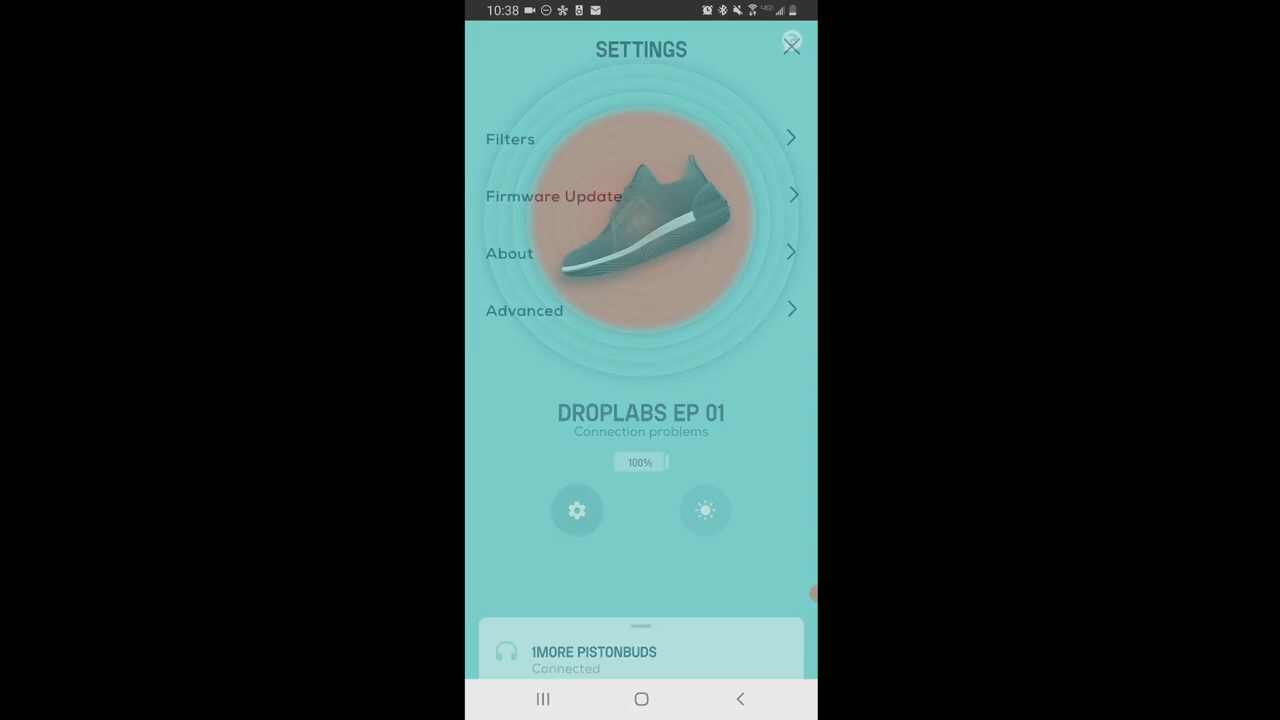 10:38
SETTINGS
Filters
Firmware Update
About
Advanced
DROPLABS EP 01
Connection problems
100%
1MORE PISTONBUDS
Connected